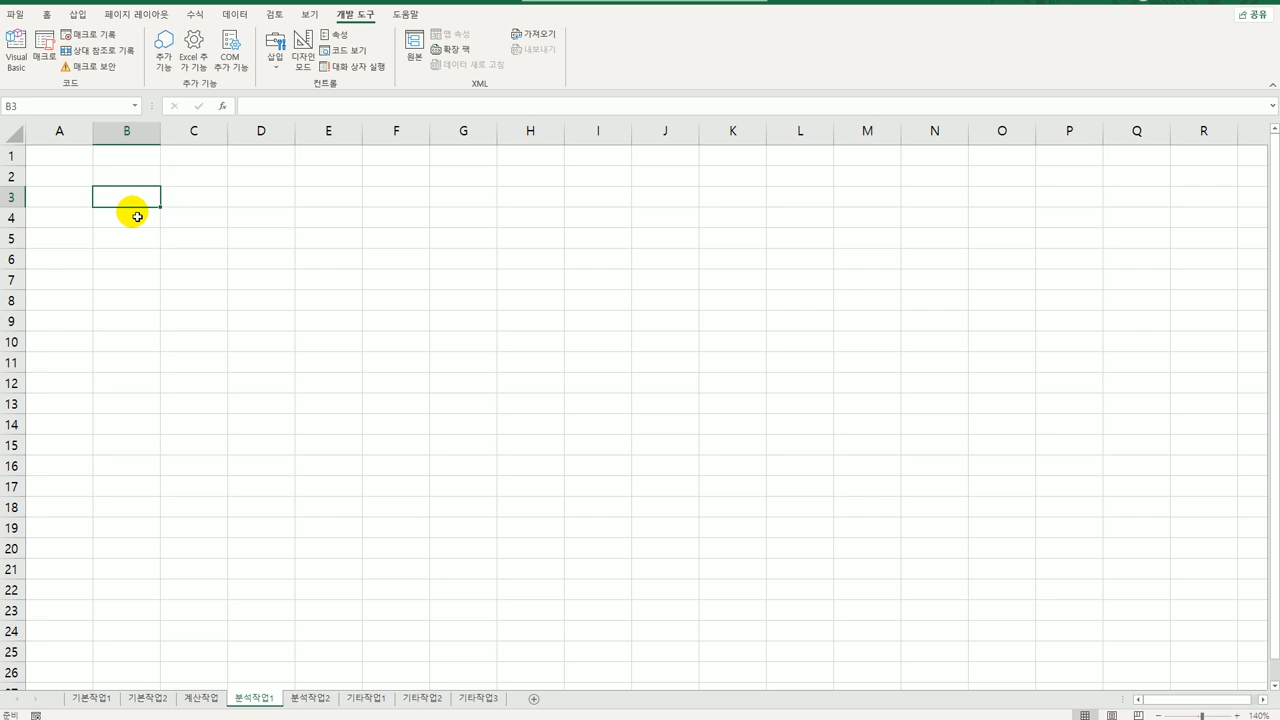 파일 홈 삽입 페이지 레이아웃 수식 데이터 검토 보기 개발 도구 도움말 공유
Visual Basic
매크로
매크로 기록
상대 참조로 기록
매크로 보안
코드
추가 기능
Excel 추가 기능
COM 추가 기능
추가 기능
삽입
디자인 모드
속성
코드 보기
대화 상자 실행
컨트롤
원본
맵 속성
확장 팩
데이터 새로 고침
가져오기
내보내기
XML
B3 fx
A B C D E F G H I J K L M N O P Q R
1
2
3
4
5
6
7
8
9
10
11
12
13
14
15
16
17
18
19
20
21
22
23
24
25
26
기본작업1 기본작업2 계산작업 분석작업1 분석작업2 기타작업1 기타작업2 기타작업3
준비 140%